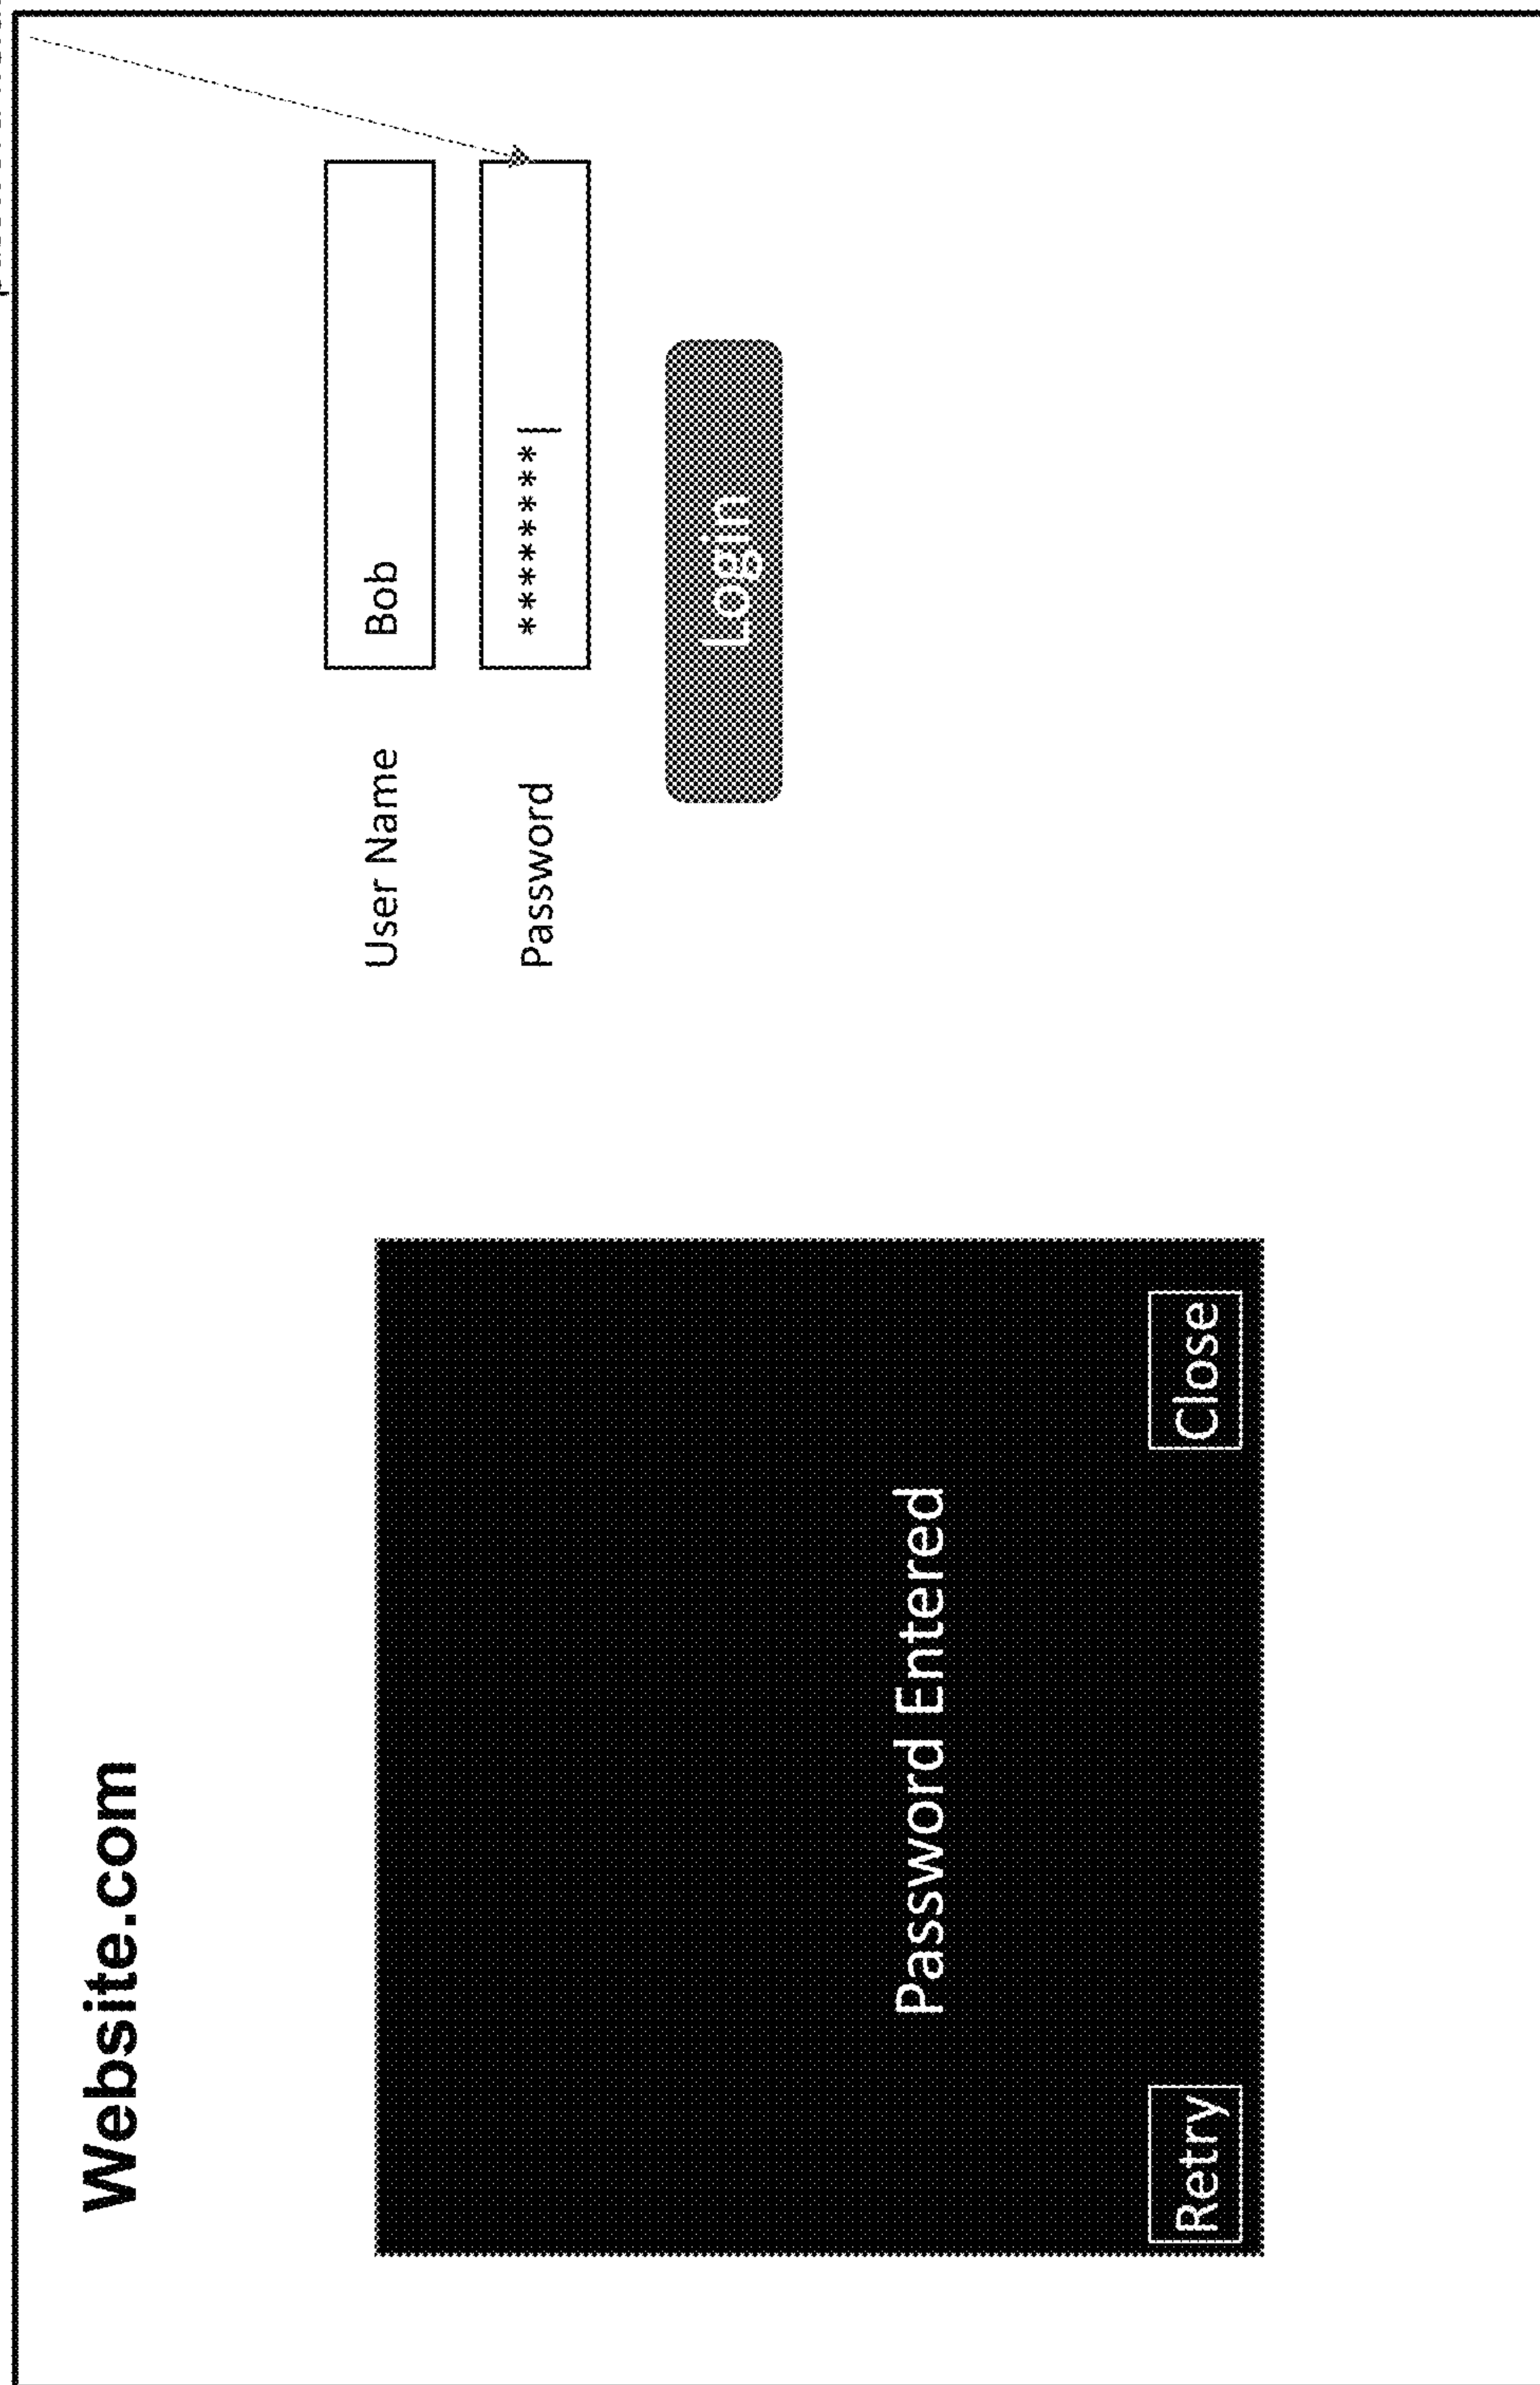 Website.com
User Name Bob
Password ********|
Login
Password Entered
Retry Close